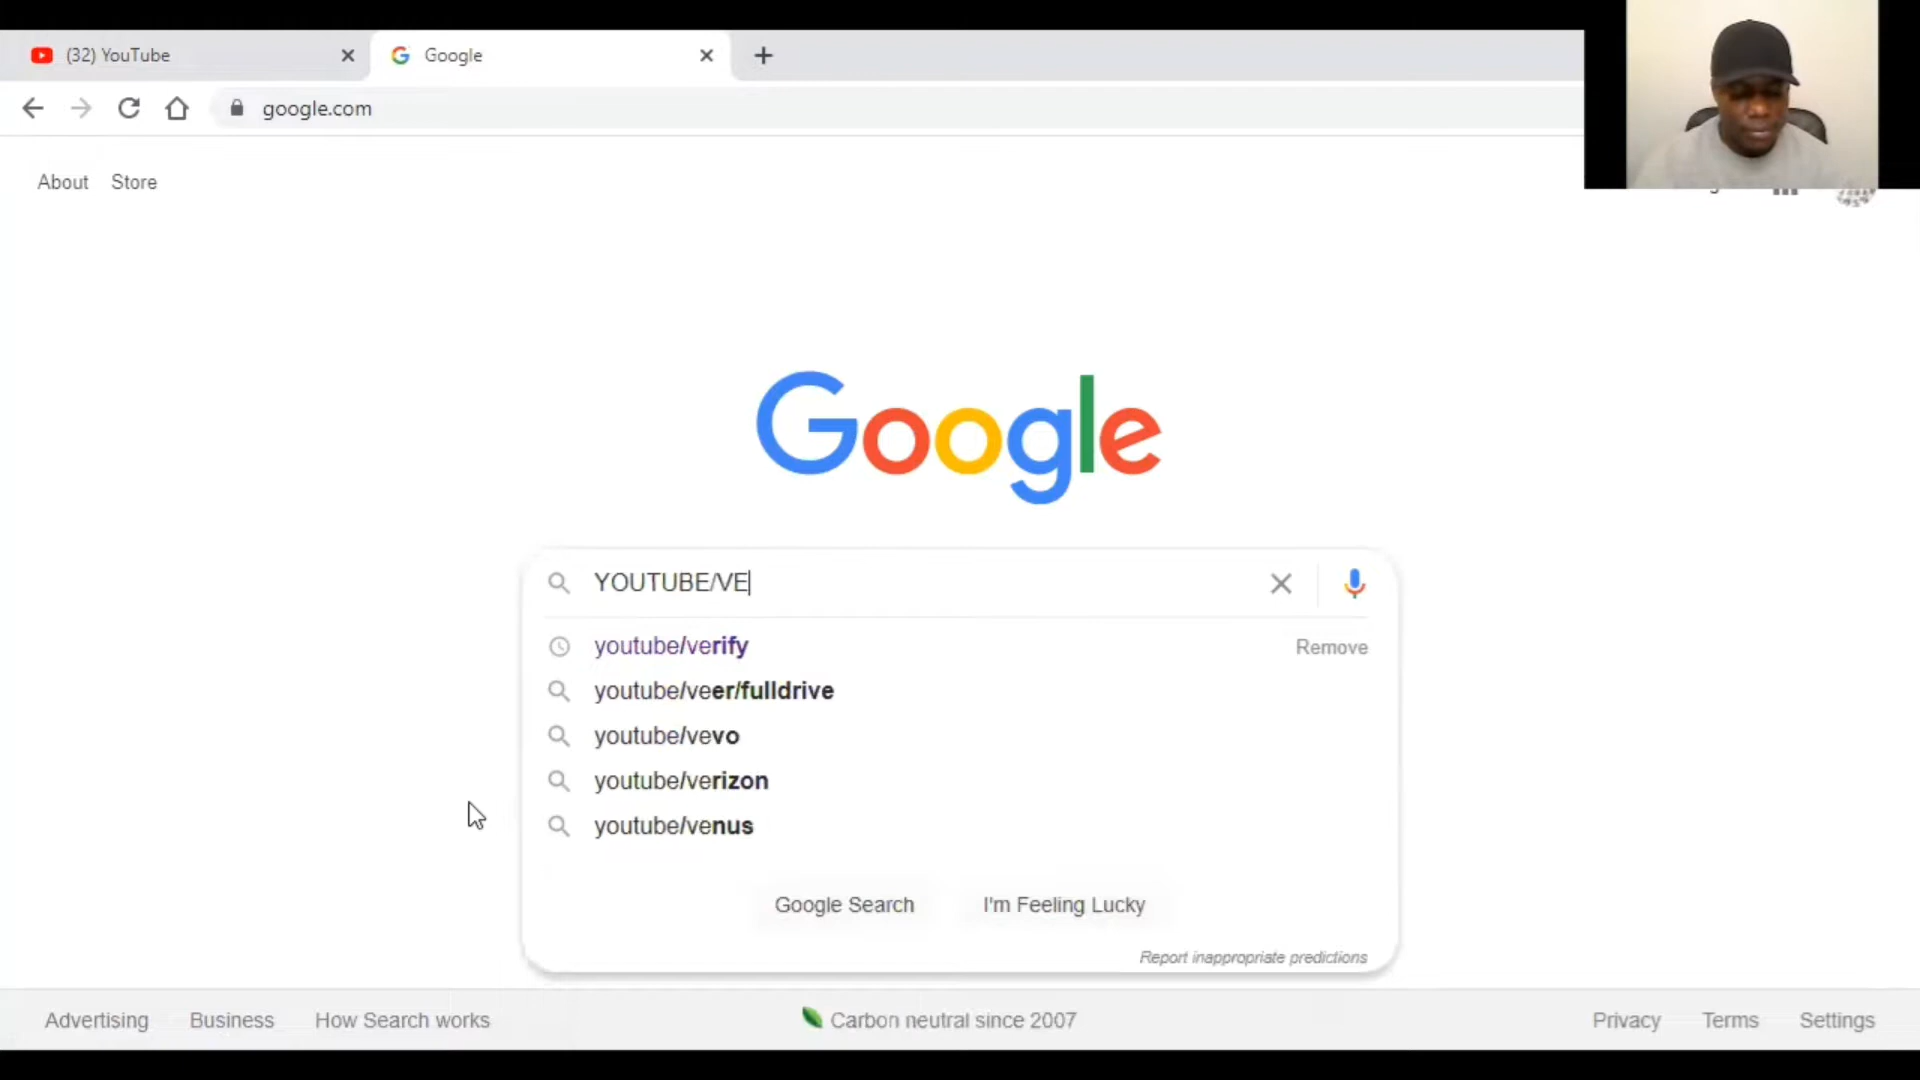 (32) YouTube
Google
google.com
About Store
Google
YOUTUBE/VE
youtube/verify Remove
youtube/veer/fulldrive
youtube/vevo
youtube/verizon
youtube/venus
Google Search I'm Feeling Lucky
Report inappropriate predictions
Advertising Business How Search works Carbon neutral since 2007 Privacy Terms Settings